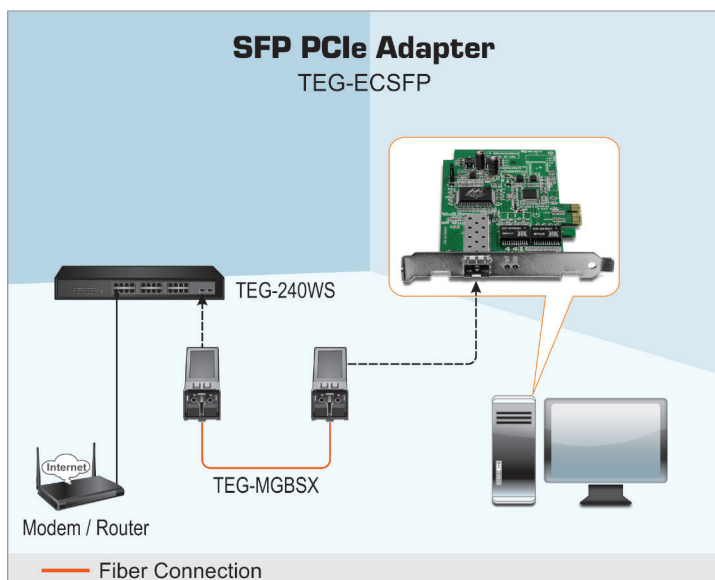 SFP PCIe Adapter
TEG-ECSFP
TEG-240WS
TEG-MGBSX
Internet
Modem / Router
Fiber Connection